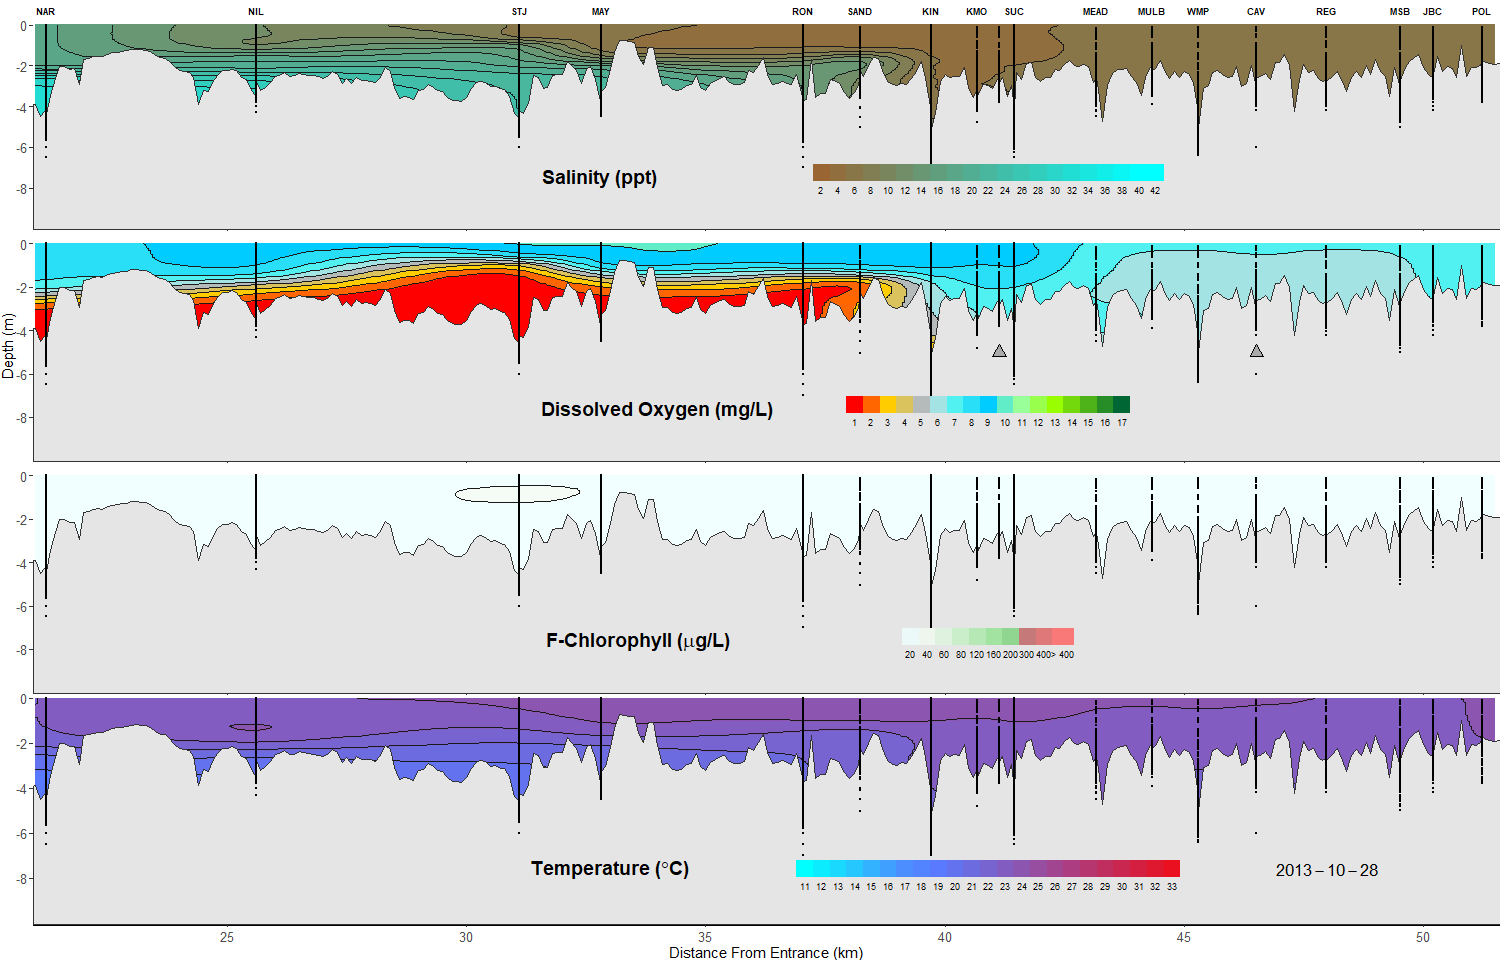 NAR NIL STJ MAY RON SAND KIN KMO SUC MEAD MULB WMP CAV REG MSB JBC POL
0
-2
-4
-6
-8
Salinity (ppt)
2 4 6 8 10 12 14 16 18 20 22 24 26 28 30 32 34 36 38 40 42
0
-2
-4
-6
-8
Depth (m)
Dissolved Oxygen (mg/L)
1 2 3 4 5 6 7 8 9 10 11 12 13 14 15 16 17
0
-2
-4
-6
-8
F-Chlorophyll (μg/L)
20 40 60 80 120 160 200 300 400> 400
0
-2
-4
-6
-8
Temperature (°C)
11 12 13 14 15 16 17 18 19 20 21 22 23 24 25 26 27 28 29 30 31 32 33
2013 – 10 – 28
25 30 35 40 45 50
Distance From Entrance (km)